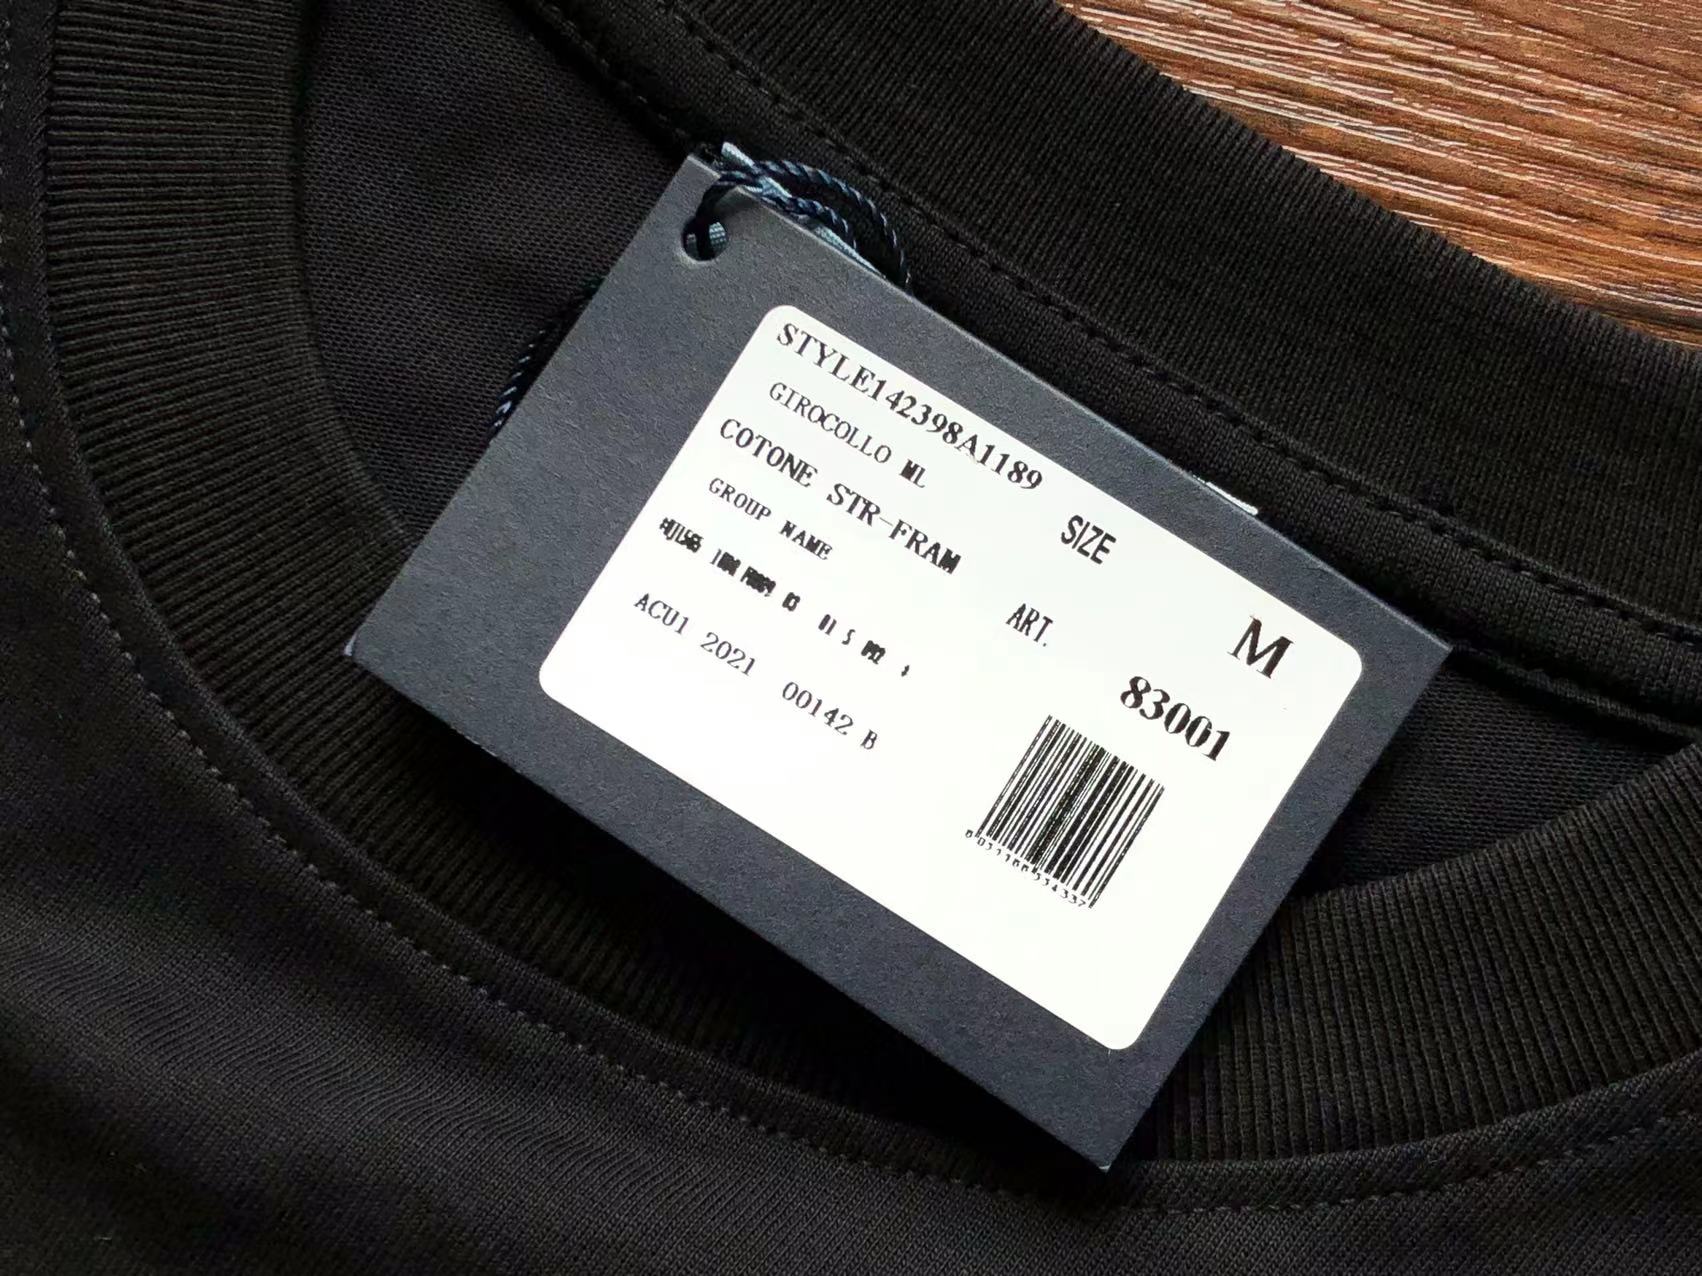 STYLE142398A1189
GIROCOLLO ML
COTONE STR-FRAM
GROUP NAME
ACU1 2021 00142 B
SIZE
M
ART.
83001